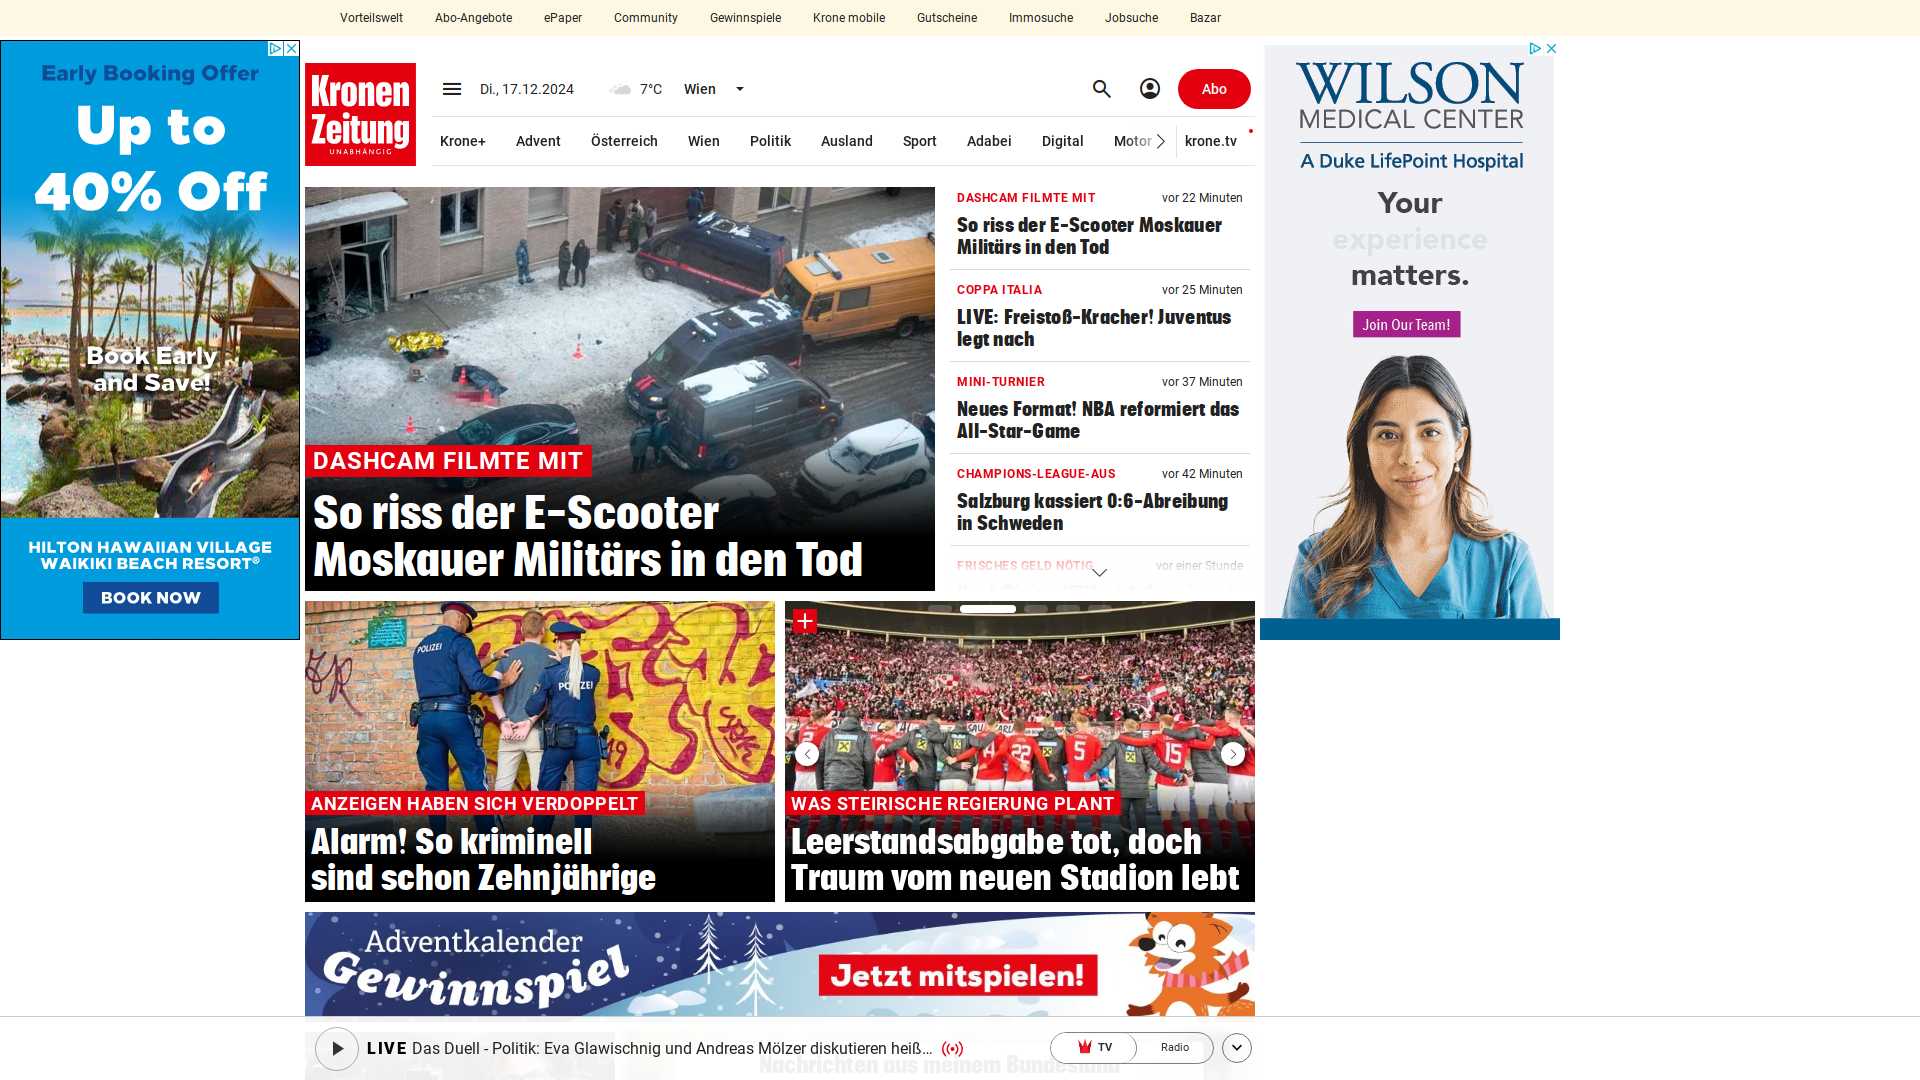 Vorteilswelt Abo-Angebote ePaper Community Gewinnspiele Krone mobile Gutscheine Immosuche Jobsuche Bazar
Early Booking Offer
Up to
40% Off
Book Early
and Save!
HILTON HAWAIIAN VILLAGE
WAIKIKI BEACH RESORT®
BOOK NOW
Kronen
Zeitung
UNABHÄNGIG
Di., 17.12.2024 7°C Wien Abo
Krone+ Advent Österreich Wien Politik Ausland Sport Adabei Digital Motor krone.tv
DASHCAM FILMTE MIT
So riss der E-Scooter
Moskauer Militärs in den Tod
DASHCAM FILMTE MIT vor 22 Minuten
So riss der E-Scooter Moskauer
Militärs in den Tod
COPPA ITALIA vor 25 Minuten
LIVE: Freistoß-Kracher! Juventus
legt nach
MINI-TURNIER vor 37 Minuten
Neues Format! NBA reformiert das
All-Star-Game
CHAMPIONS-LEAGUE-AUS vor 42 Minuten
Salzburg kassiert 0:6-Abreibung
in Schweden
FRISCHES GELD NÖTIG vor einer Stunde
WILSON
MEDICAL CENTER
A Duke LifePoint Hospital
Your
experience
matters.
Join Our Team!
POLIZEI
POLIZEI
ANZEIGEN HABEN SICH VERDOPPELT
Alarm! So kriminell
sind schon Zehnjährige
22
5
15
WAS STEIRISCHE REGIERUNG PLANT
Leerstandsabgabe tot, doch
Traum vom neuen Stadion lebt
Adventkalender
Gewinnspiel
Jetzt mitspielen!
LIVE Das Duell - Politik: Eva Glawischnig und Andreas Mölzer diskutieren heiß... TV Radio
Nachrichten aus meinem Bundesland